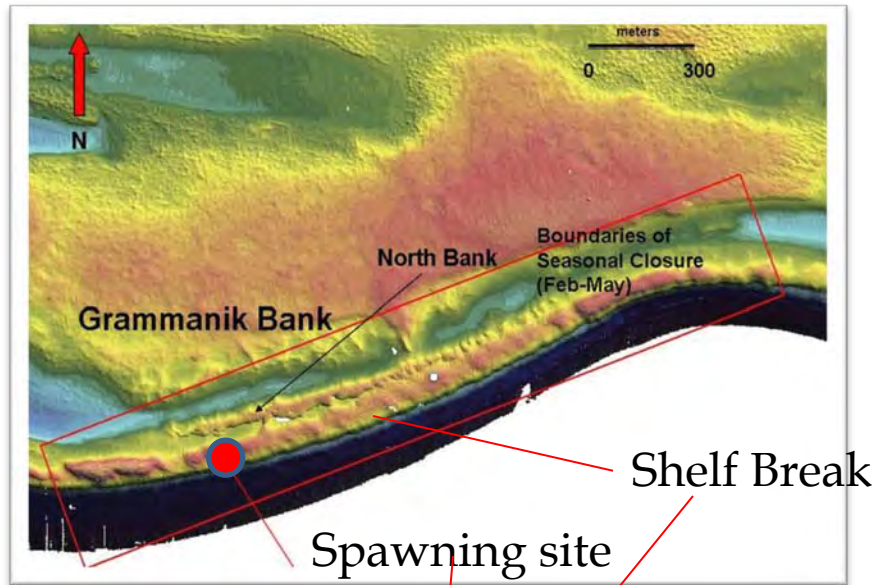 meters
0 300
N
North Bank
Boundaries of
Seasonal Closure
(Feb-May)
Grammanik Bank
Shelf Break
Spawning site